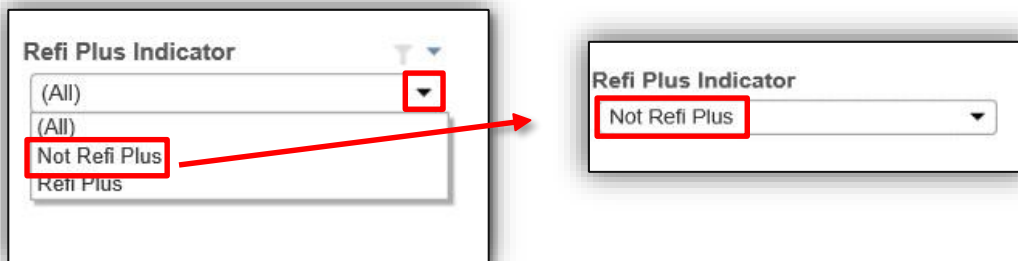 Refi Plus Indicator
(All)
(All)
Not Refi Plus
Refi Plus
Refi Plus Indicator
Not Refi Plus